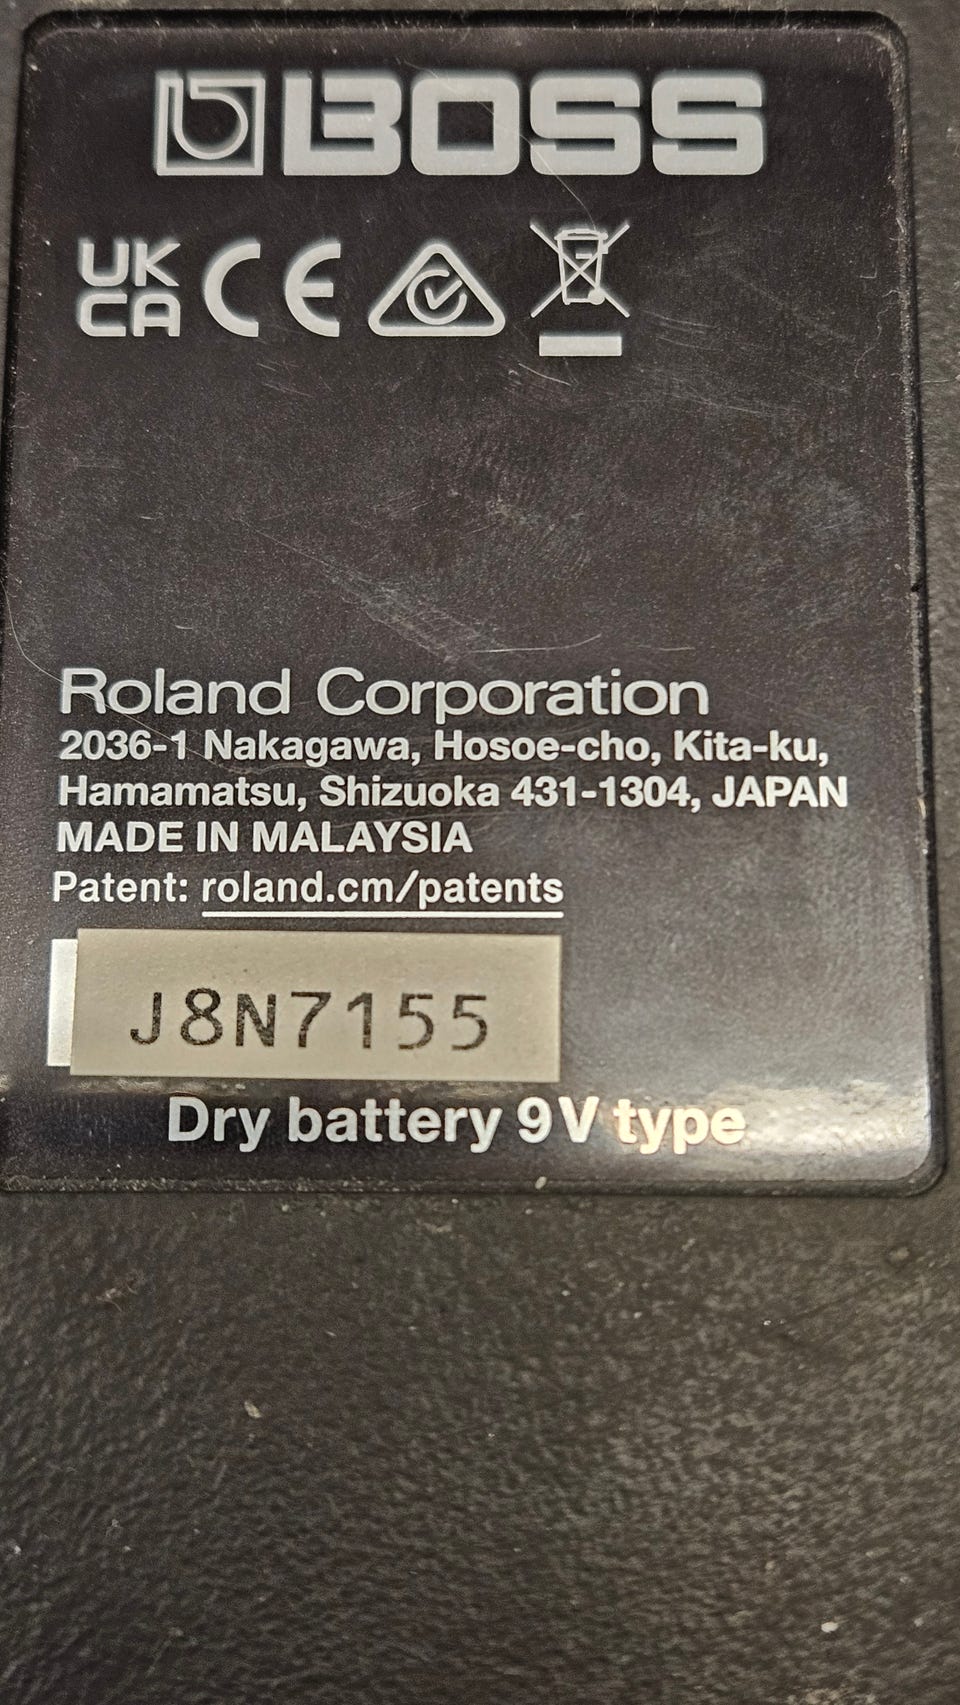 BOSS
UK
CA CE
Roland Corporation
2036-1 Nakagawa, Hosoe-cho, Kita-ku,
Hamamatsu, Shizuoka 431-1304, JAPAN
MADE IN MALAYSIA
Patent: roland.cm/patents
J8N7155
Dry battery 9V type